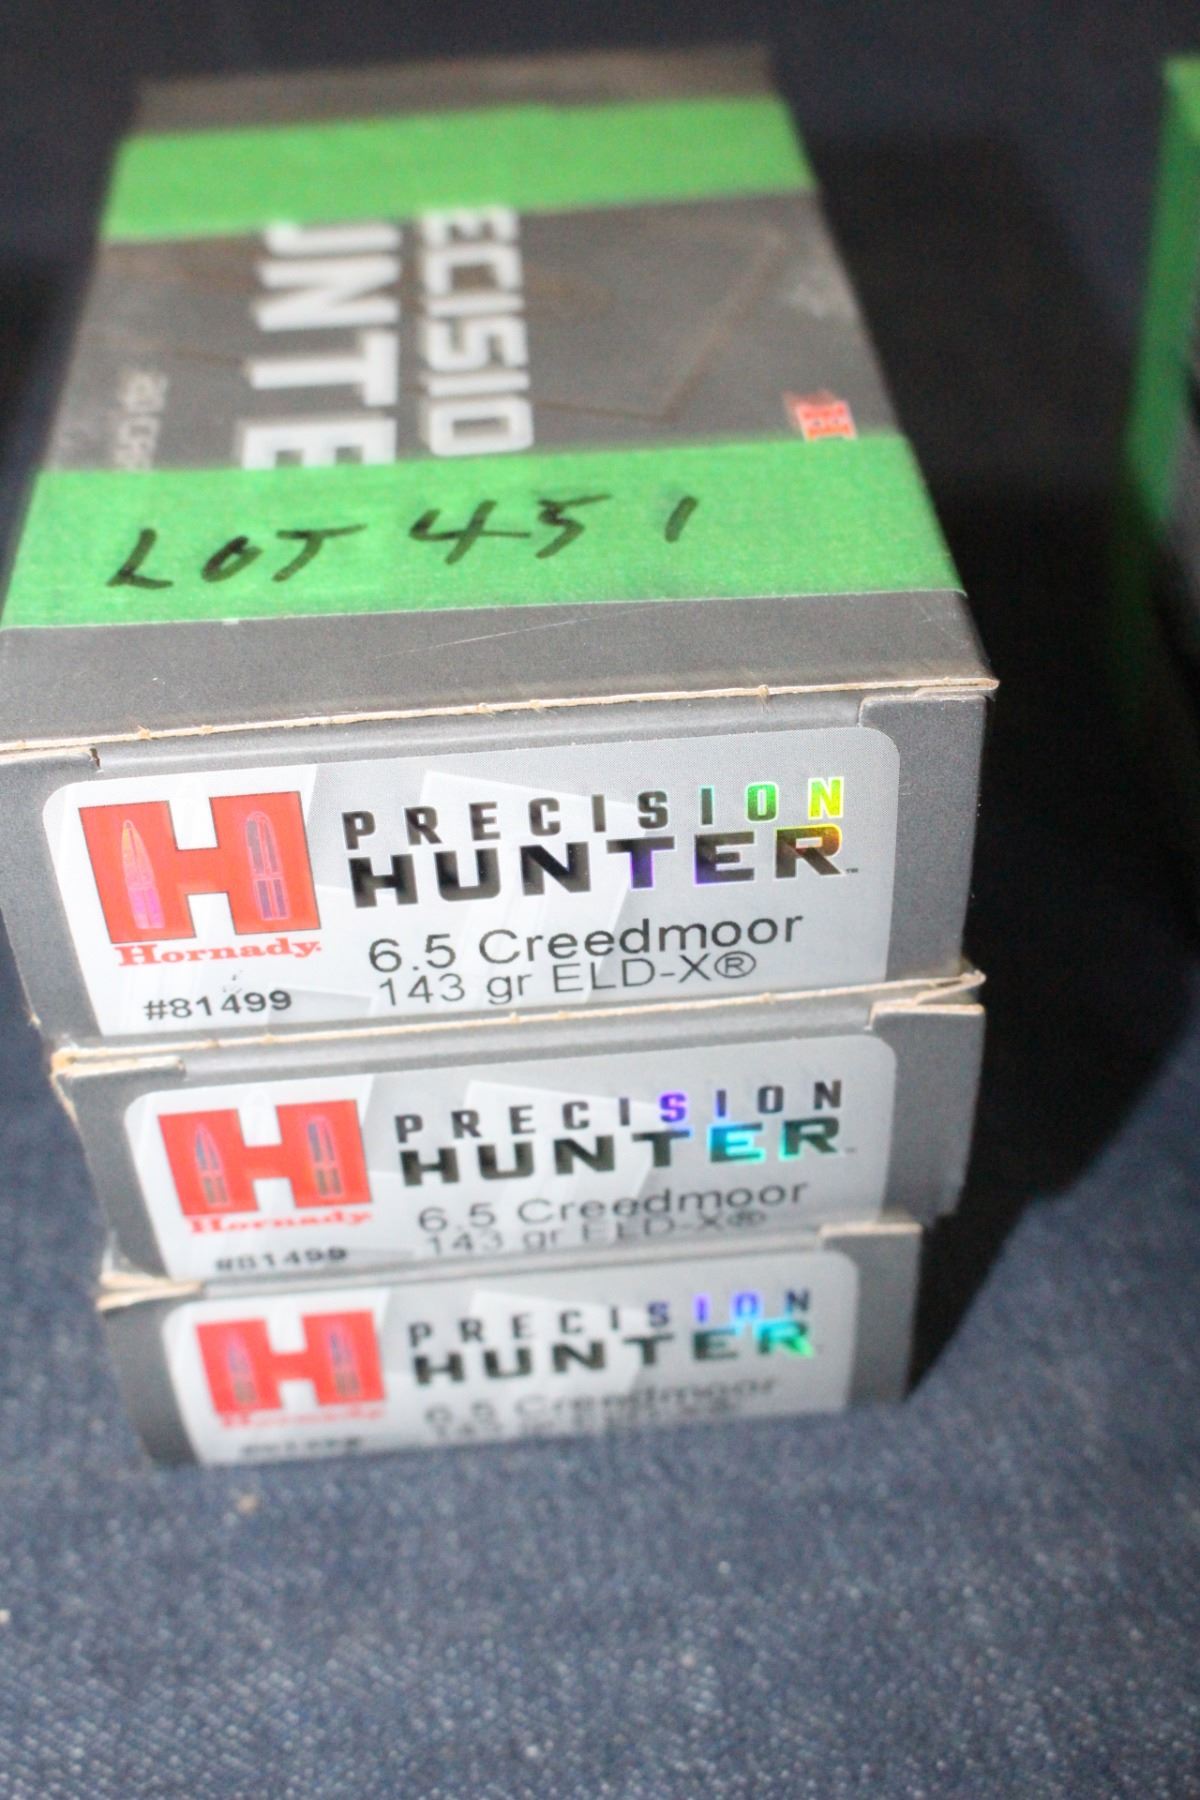 ECISIO
UNTE
LOT 451
PRECISION
HUNTER™
Hornady
6.5 Creedmoor
143 gr ELD-X®
#81499
PRECISION
HUNTER
Hornady
6.5 Creedmoor
143 gr ELD-X®
#81499
PRECISION
HUNTER
Hornady
6.5 Creedmoor